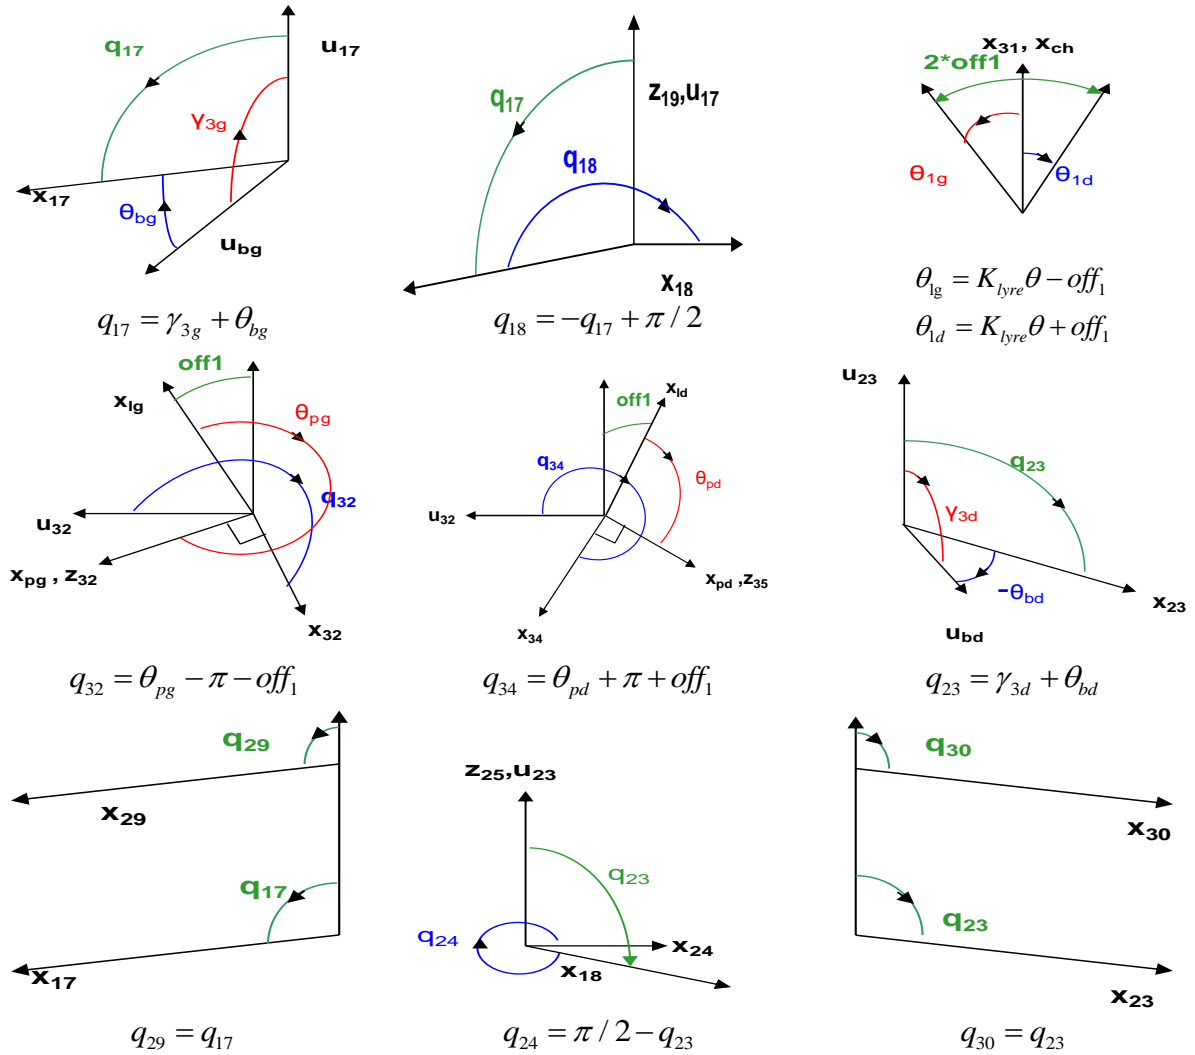 q17
u17
γ3g
x17
θbg
ubg
q17 = γ3g + θbg
z19,u17
q17
q18
x18
q18 = −q17 + π / 2
x31, xch
2*off1
θ1g
θ1d
θlg = Klyre θ − off1
θ1d = Klyre θ + off1
off1
xlg
θpg
q32
u32
xpg , z32
x32
q32 = θpg − π − off1
xld
off1
q34
θpd
u32
xpd ,z35
x34
q34 = θpd + π + off1
u23
q23
γ3d
−θbd
x23
ubd
q23 = γ3d + θbd
q29
x29
q17
x17
q29 = q17
z25,u23
q23
q24
x24
x18
q24 = π / 2 − q23
q30
x30
q23
x23
q30 = q23